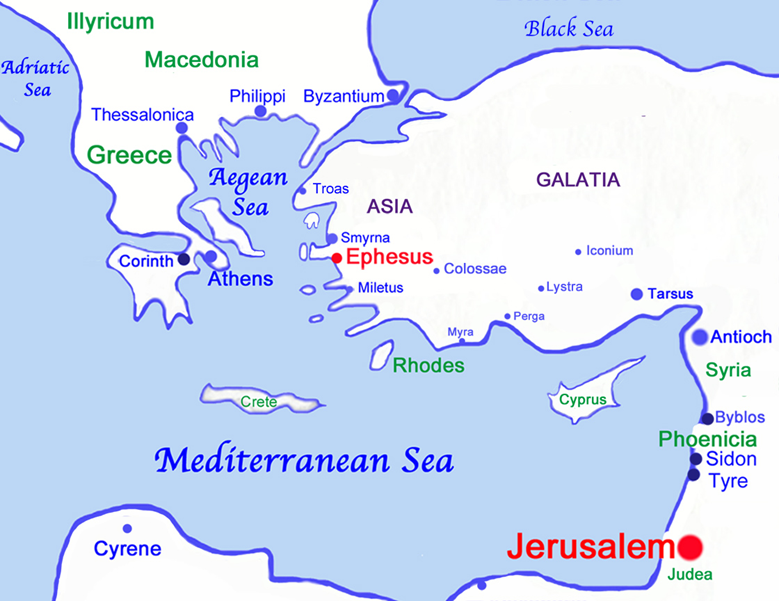 Illyricum
Black Sea
Macedonia
Adriatic
Sea
Philippi
Byzantium
Thessalonica
Greece
Aegean
Sea
Troas
GALATIA
ASIA
Smyrna
Iconium
Ephesus
Corinth
Colossae
Athens
Miletus
Lystra
Tarsus
Perga
Myra
Antioch
Rhodes
Syria
Crete
Cyprus
Byblos
Phoenicia
Mediterranean Sea
Sidon
Tyre
Cyrene
Jerusalem
Judea